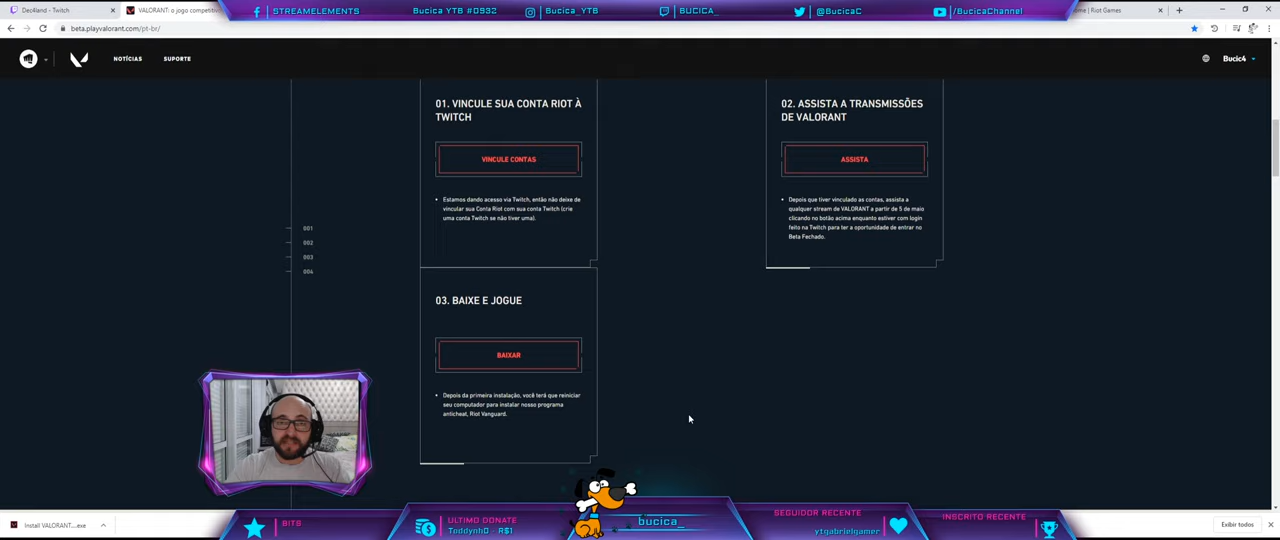 STREAMELEMENTS
Bucica YTB #0932
Bucica_YTB
BUCICA_
@BucicaC
/BucicaChannel
Dec4land - Twitch
VALORANT: o jogo competitiv
me | Riot Games
beta.playvalorant.com/pt-br/
NOTÍCIAS
SUPORTE
Bucic4
01. VINCULE SUA CONTA RIOT À
TWITCH
VINCULE CONTAS
Estamos dando acesso via Twitch, então não deixe de
vincular sua Conta Riot com sua conta Twitch (crie
uma conta Twitch se não tiver uma).
02. ASSISTA A TRANSMISSÕES
DE VALORANT
ASSISTA
Depois que tiver vinculado as contas, assista a
qualquer stream de VALORANT a partir de 5 de maio
clicando no botão acima enquanto estiver com login
feito na Twitch para ter a oportunidade de entrar no
Beta Fechado.
001
002
003
004
03. BAIXE E JOGUE
BAIXAR
Depois da primeira instalação, você terá que reiniciar
seu computador para instalar nosso programa
anticheat, Riot Vanguard.
Install VALORANT....exe
Exibir todos
BITS
ULTIMO DONATE
ToddynhO - R$1
bucica_
SEGUIDOR RECENTE
ytgabrielgamer
INSCRITO RECENTE